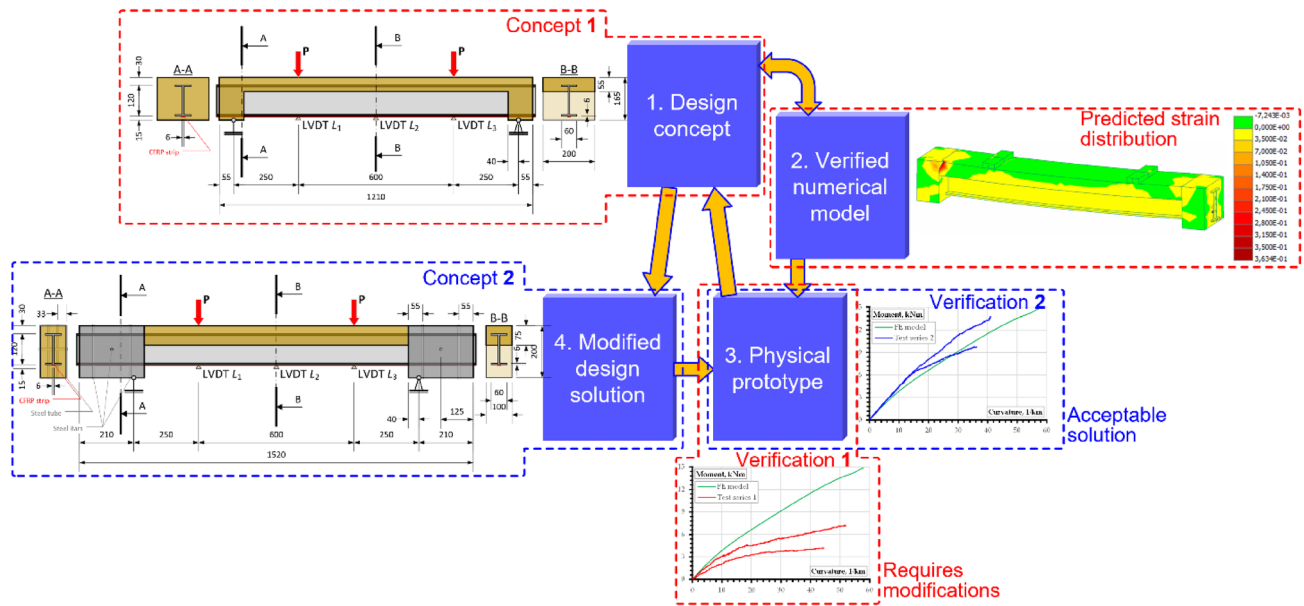 Concept 1
A
B
P
P
A-A
B-B
30
120
15
6
CFRP strip
LVDT L1
LVDT L2
LVDT L3
A
B
55
250
600
250
40
55
1210
55
165
6
60
200
1. Design
concept
2. Verified
numerical
model
Predicted strain
distribution
-7,243E-03
0,000E+00
3,500E-02
7,000E-02
1,050E-01
1,400E-01
1,750E-01
2,100E-01
2,450E-01
2,800E-01
3,150E-01
3,500E-01
3,634E-01
Concept 2
A
B
P
P
A-A
B-B
33
30
120
15
6
CFRP strip
Steel tube
Steel Bars
LVDT L1
LVDT L2
LVDT L3
A
B
55
55
75
6
200
60
100
40
125
210
250
600
250
210
1520
4. Modified
design
solution
3. Physical
prototype
Verification 2
Moment, kNm
FE model
Test series 2
Curvature, 1/km
0
10
20
30
40
50
60
Acceptable
solution
Verification 1
Moment, kNm
FE model
Test series 1
15
12
9
6
3
0
Curvature, 1/km
0
10
20
30
40
50
60
Requires
modifications